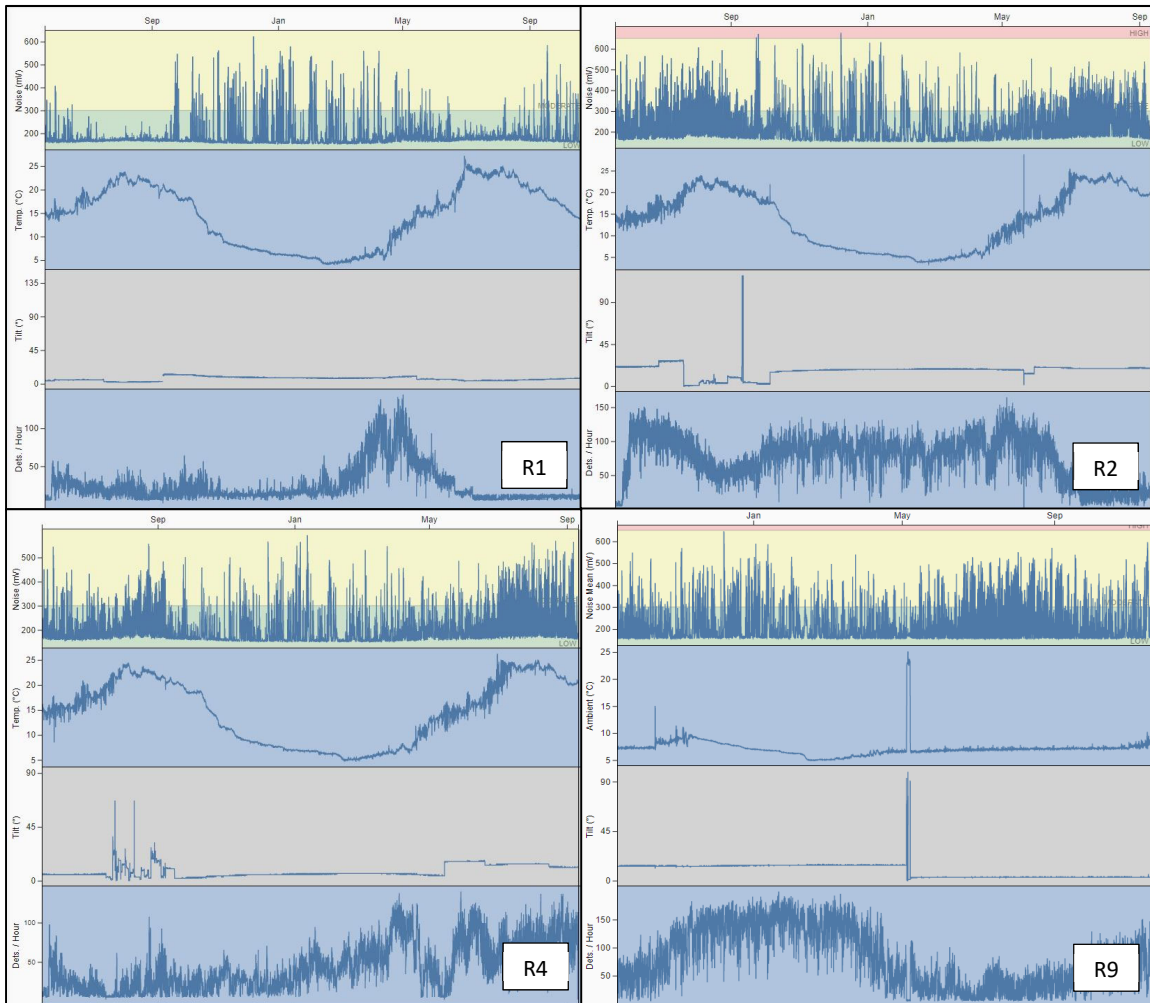 Sep Jan May Sep
600
500
400
300
200
Noise (mV)
MODERAT
LOW
25
20
15
10
5
Temp. (°C)
135
90
45
0
Tilt (°)
100
50
Dets. / Hour
R1
Sep Jan May Sep
HIGH
600
500
400
300
200
Noise (mV)
LOW
25
20
15
10
5
Temp. (°C)
90
45
0
Tilt (°)
150
100
50
Dets. / Hour
R2
Sep Jan May Sep
500
400
300
200
Noise (mV)
LOW
25
20
15
10
5
Temp. (°C)
90
45
0
Tilt (°)
100
50
Dets. / Hour
R4
Jan May Sep
HIGH
600
500
400
300
200
Noise Mean (mV)
LOW
25
20
15
10
5
Ambient (°C)
90
45
0
Tilt (°)
150
100
50
Dets. / Hour
R9